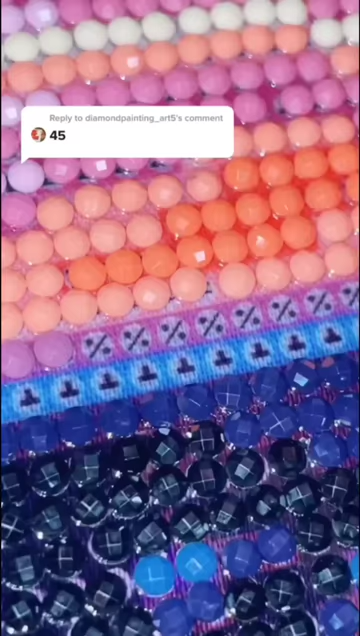 Reply to diamondpainting_art5's comment
45
% % % % % % % %